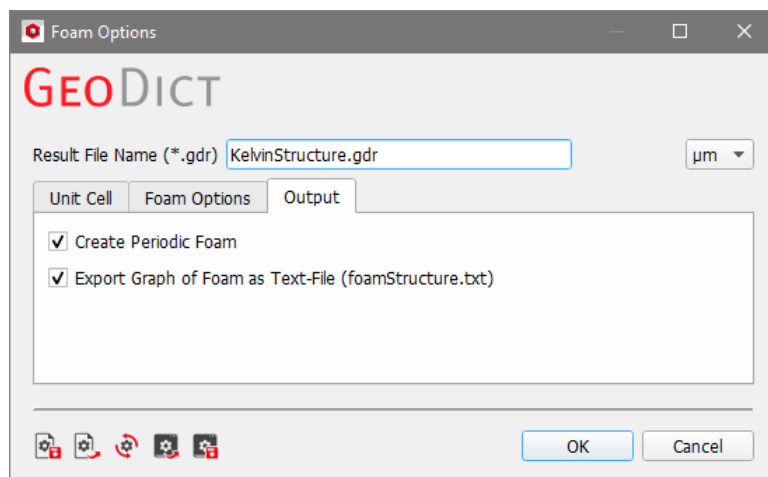 Foam Options
GEODICT
Result File Name (*.gdr) KelvinStructure.gdr µm
Unit Cell Foam Options Output
Create Periodic Foam
Export Graph of Foam as Text-File (foamStructure.txt)
OK Cancel